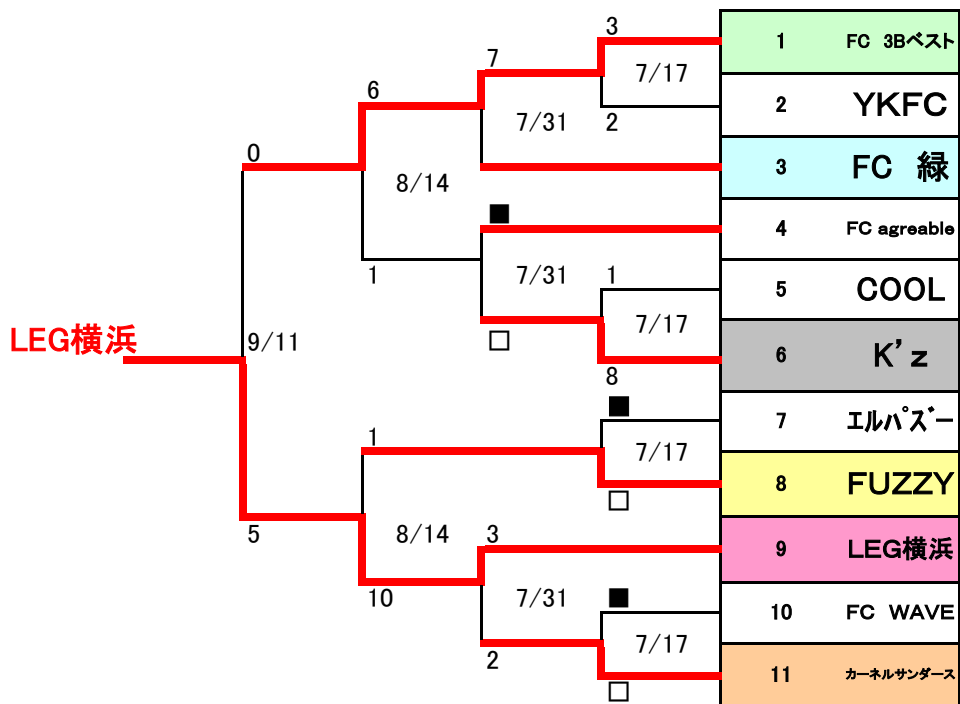 3
1 FC 3Bベスト
7
7/17
6
2 YKFC
7/31
2
0
3 FC 緑
8/14
■
4 FC agreable
1
7/31
1
5 COOL
7/17
LEG横浜
9/11
□
6 K'z
8
■
7 エルパズー
1
7/17
8 FUZZY
□
5
8/14
3
9 LEG横浜
10
7/31
■
10 FC WAVE
7/17
2
11 カーネルサンダース
□